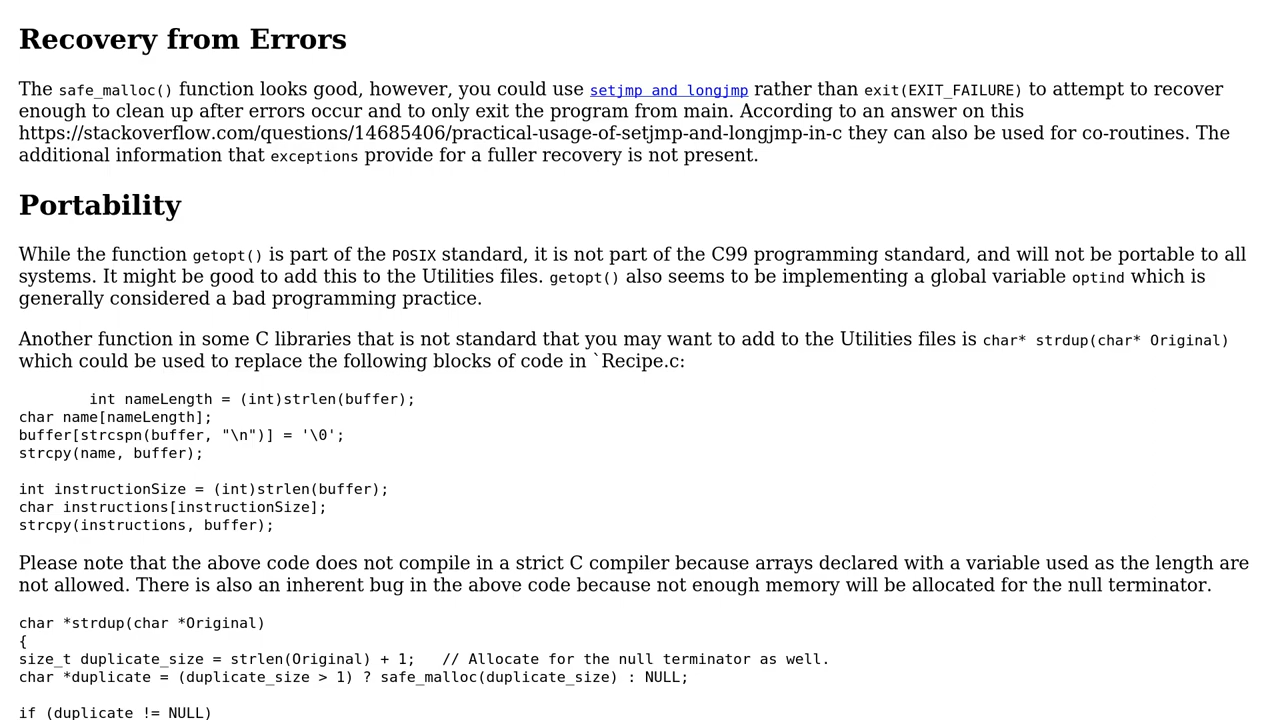 Recovery from Errors
The safe_malloc() function looks good, however, you could use setjmp and longjmp rather than exit(EXIT_FAILURE) to attempt to recover
enough to clean up after errors occur and to only exit the program from main. According to an answer on this
https://stackoverflow.com/questions/14685406/practical-usage-of-setjmp-and-longjmp-in-c they can also be used for co-routines. The
additional information that exceptions provide for a fuller recovery is not present.
Portability
While the function getopt() is part of the POSIX standard, it is not part of the C99 programming standard, and will not be portable to all
systems. It might be good to add this to the Utilities files. getopt() also seems to be implementing a global variable optind which is
generally considered a bad programming practice.
Another function in some C libraries that is not standard that you may want to add to the Utilities files is char* strdup(char* Original)
which could be used to replace the following blocks of code in `Recipe.c:
int nameLength = (int)strlen(buffer);
char name[nameLength];
buffer[strcspn(buffer, "\n")] = '\0';
strcpy(name, buffer);
int instructionSize = (int)strlen(buffer);
char instructions[instructionSize];
strcpy(instructions, buffer);
Please note that the above code does not compile in a strict C compiler because arrays declared with a variable used as the length are
not allowed. There is also an inherent bug in the above code because not enough memory will be allocated for the null terminator.
char *strdup(char *Original)
{
size_t duplicate_size = strlen(Original) + 1;   // Allocate for the null terminator as well.
char *duplicate = (duplicate_size > 1) ? safe_malloc(duplicate_size) : NULL;
if (duplicate != NULL)